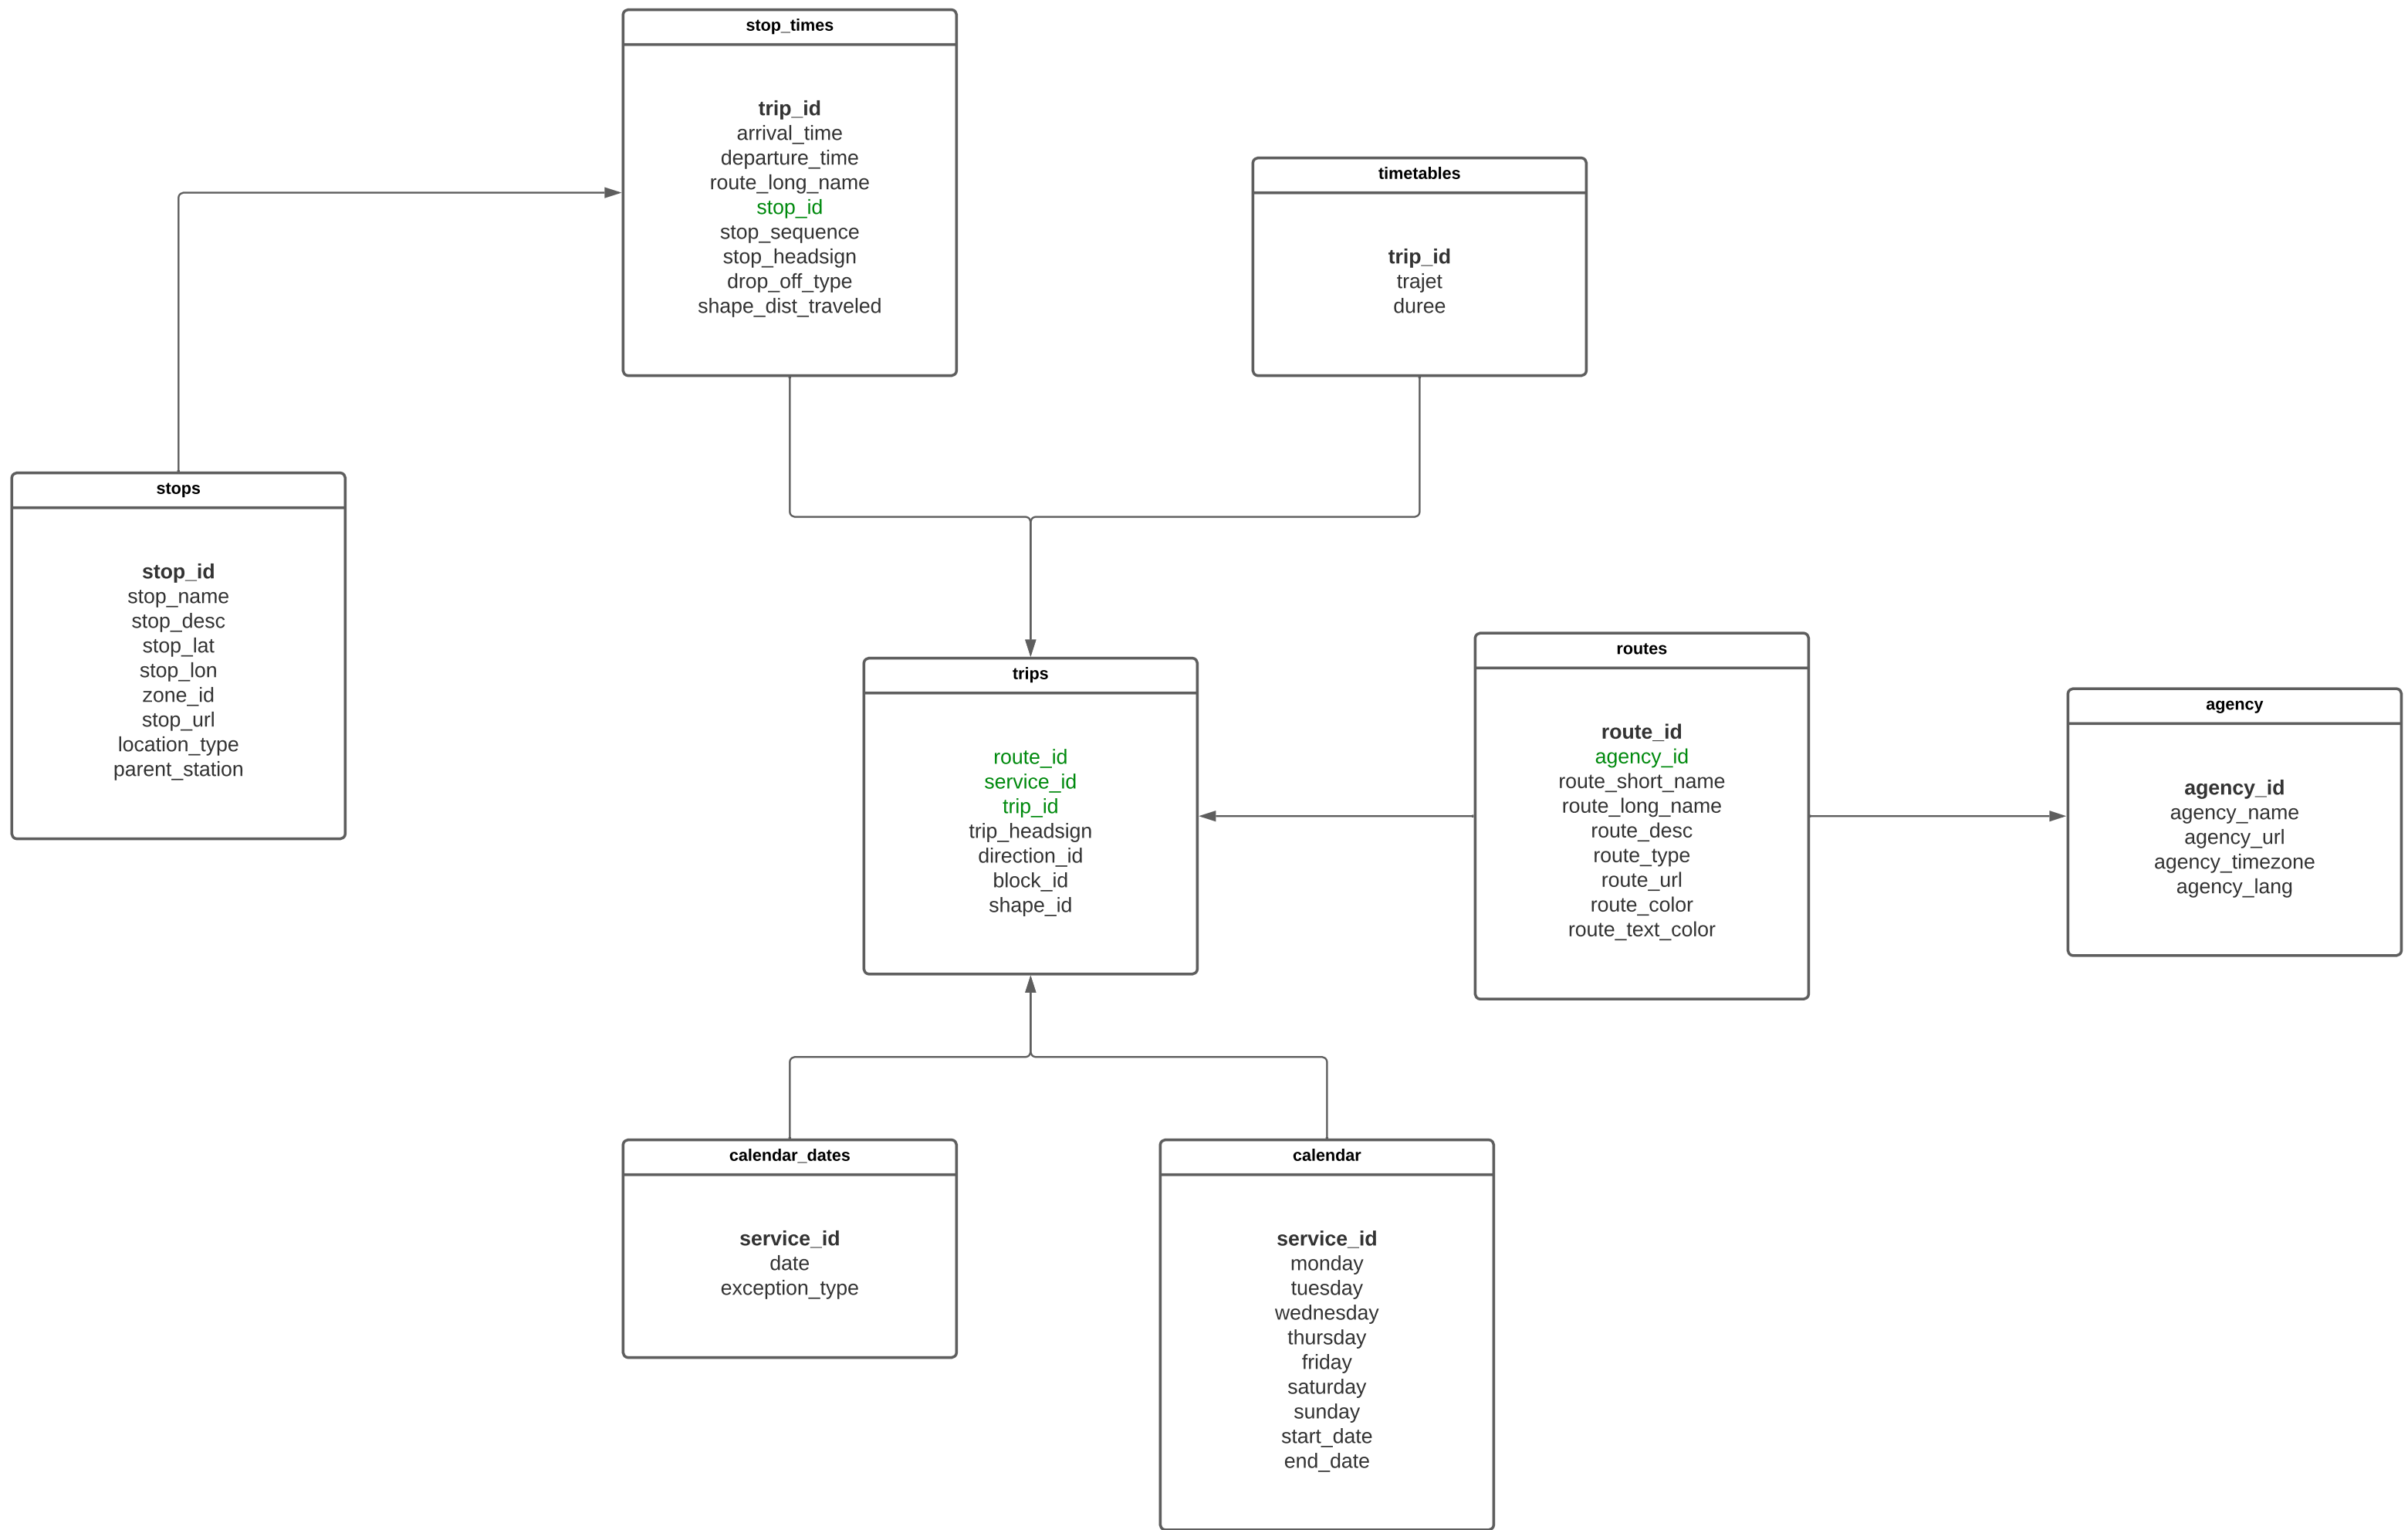 stop_times
trip_id
arrival_time
departure_time
route_long_name
stop_id
stop_sequence
stop_headsign
drop_off_type
shape_dist_traveled
timetables
trip_id
trajet
duree
stops
stop_id
stop_name
stop_desc
stop_lat
stop_lon
zone_id
stop_url
location_type
parent_station
trips
route_id
service_id
trip_id
trip_headsign
direction_id
block_id
shape_id
routes
route_id
agency_id
route_short_name
route_long_name
route_desc
route_type
route_url
route_color
route_text_color
agency
agency_id
agency_name
agency_url
agency_timezone
agency_lang
calendar_dates
service_id
date
exception_type
calendar
service_id
monday
tuesday
wednesday
thursday
friday
saturday
sunday
start_date
end_date